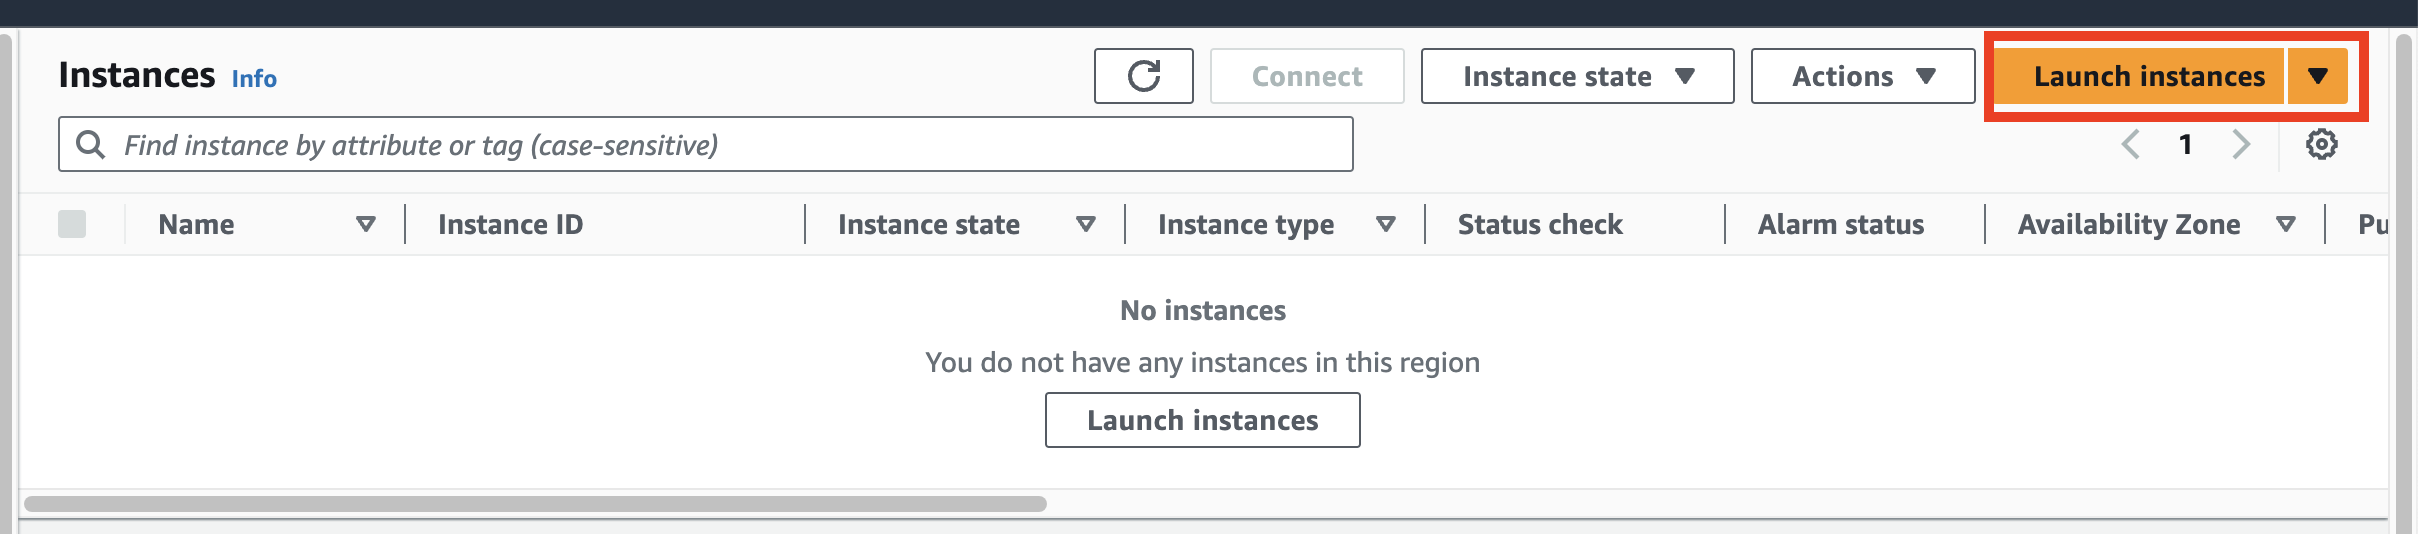 Instances Info Connect Instance state Actions Launch instances
Find instance by attribute or tag (case-sensitive) 1
Name Instance ID Instance state Instance type Status check Alarm status Availability Zone Pu
No instances
You do not have any instances in this region
Launch instances